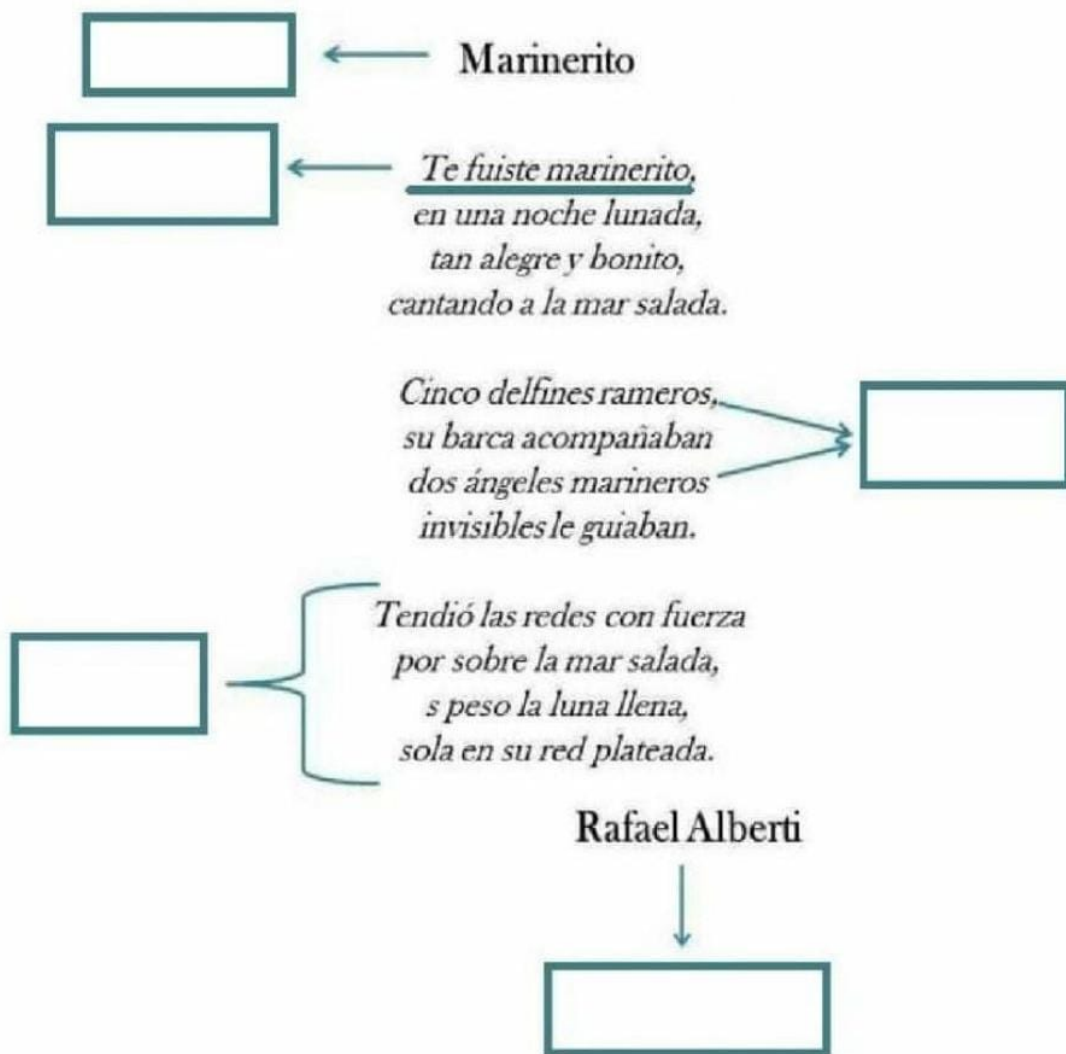 Marinerito
Te fuiste marinerito,
en una noche lunada,
tan alegre y bonito,
cantando a la mar salada.
Cinco delfines rameros,
su barca acompañaban
dos ángeles marineros
invisibles le guiaban.
Tendió las redes con fuerza
por sobre la mar salada,
s peso la luna llena,
sola en su red plateada.
Rafael Alberti